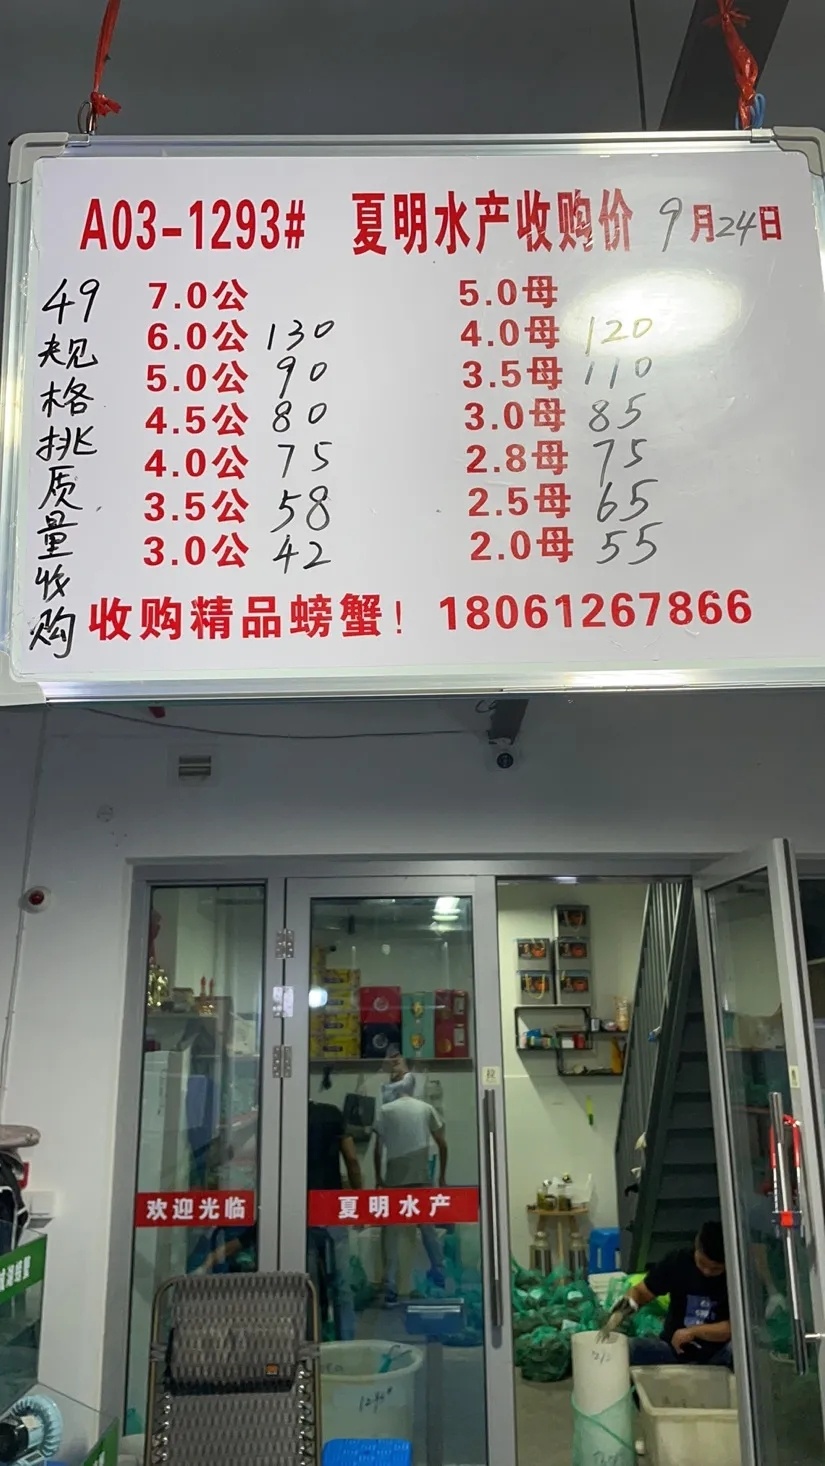 A03-1293# 夏明水产收购价 9月24日
49规格挑质量收购
7.0公
6.0公 130
5.0公 90
4.5公 80
4.0公 75
3.5公 58
3.0公 42
5.0母
4.0母 120
3.5母 110
3.0母 85
2.8母 75
2.5母 65
2.0母 55
收购精品螃蟹！18061267866
欢迎光临
夏明水产